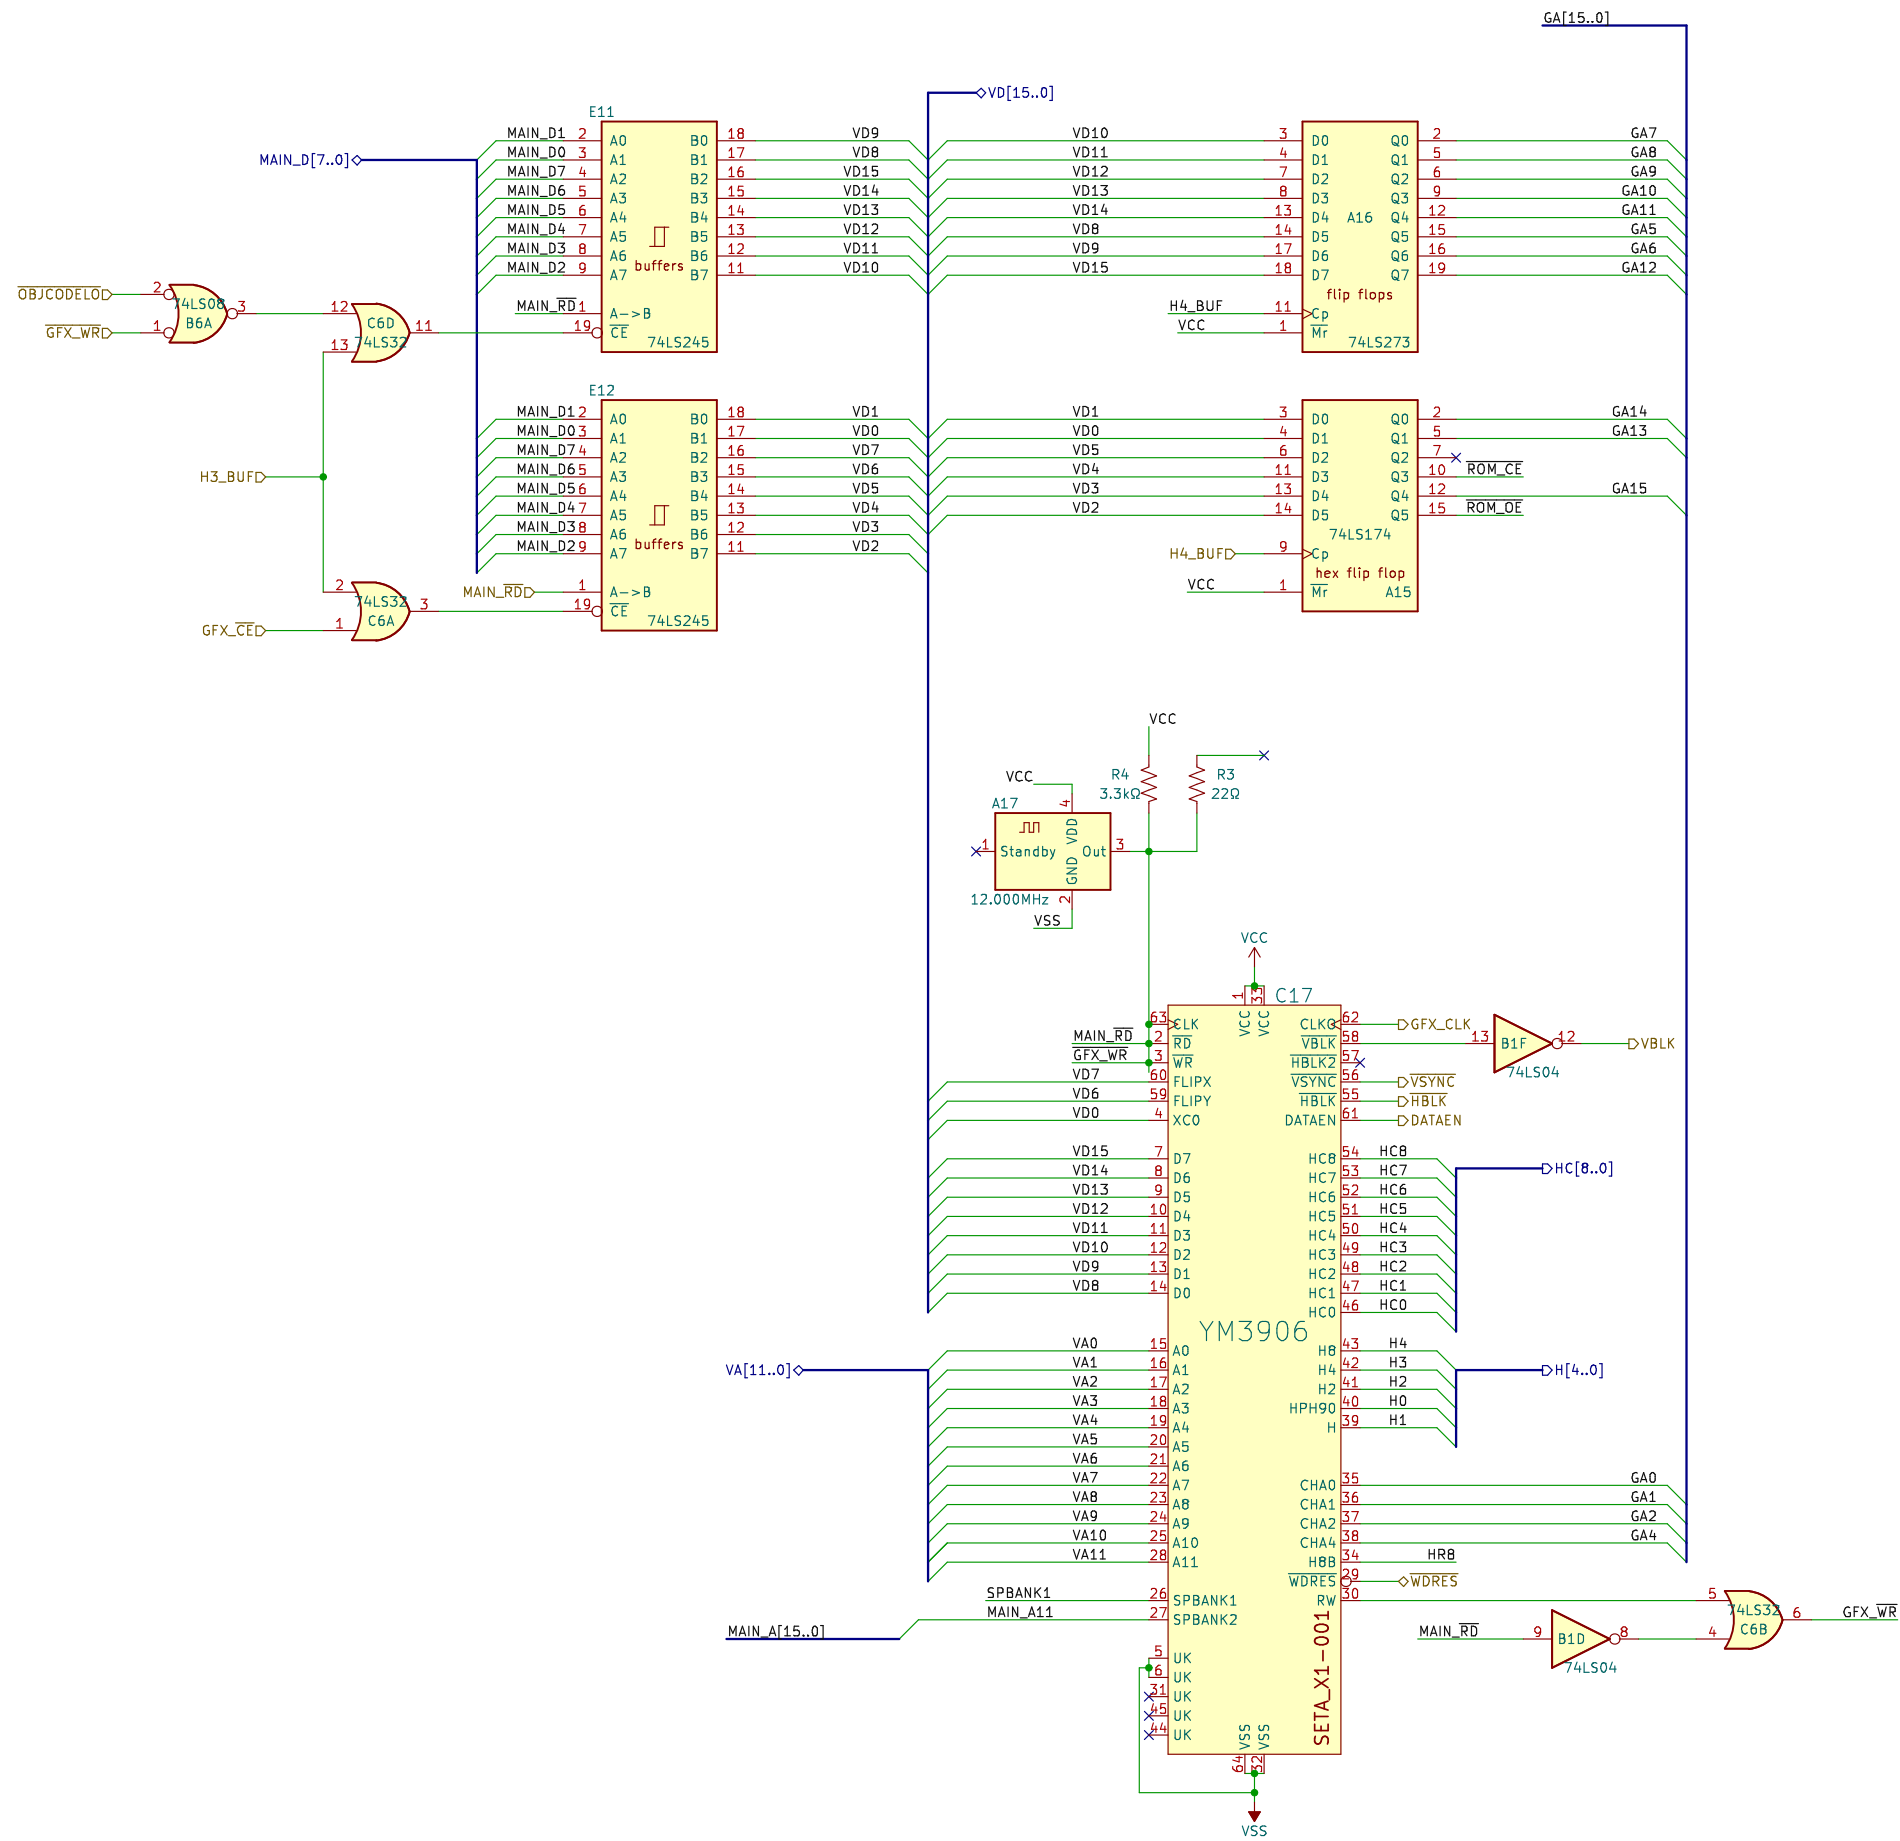 GA[15..0]
VD[15..0]
MAIN_D[7..0]
E11
MAIN_D1 2 A0 B0 18 VD9
MAIN_D0 3 A1 B1 17 VD8
MAIN_D7 4 A2 B2 16 VD15
MAIN_D6 5 A3 B3 15 VD14
MAIN_D5 6 A4 B4 14 VD13
MAIN_D4 7 A5 B5 13 VD12
MAIN_D3 8 A6 B6 12 VD11
MAIN_D2 9 A7 B7 11 VD10
buffers
MAIN_RD 1 A->B
19 CE
74LS245
VD10 3 D0 Q0 2 GA7
VD11 4 D1 Q1 5 GA8
VD12 7 D2 Q2 6 GA9
VD13 8 D3 Q3 9 GA10
VD14 13 D4 A16 Q4 12 GA11
VD8 14 D5 Q5 15 GA5
VD9 17 D6 Q6 16 GA6
VD15 18 D7 Q7 19 GA12
flip flops
H4_BUF 11 Cp
VCC 1 Mr
74LS273
OBJCODELO 2
74LS08 3
B6A
GFX_WR 1
12
C6D 11
74LS32
13
H3_BUF
2
74LS32 3
C6A
GFX_CE 1
E12
MAIN_D1 2 A0 B0 18 VD1
MAIN_D0 3 A1 B1 17 VD0
MAIN_D7 4 A2 B2 16 VD7
MAIN_D6 5 A3 B3 15 VD6
MAIN_D5 6 A4 B4 14 VD5
MAIN_D4 7 A5 B5 13 VD4
MAIN_D3 8 A6 B6 12 VD3
MAIN_D2 9 A7 B7 11 VD2
buffers
MAIN_RD 1 A->B
19 CE
74LS245
VD1 3 D0 Q0 2 GA14
VD0 4 D1 Q1 5 GA13
VD5 6 D2 Q2 7
VD4 11 D3 Q3 10 ROM_CE
VD3 13 D4 Q4 12 GA15
VD2 14 D5 Q5 15 ROM_OE
74LS174
H4_BUF 9 Cp
hex flip flop
VCC 1 Mr A15
VCC
R4
3.3kΩ
R3
22Ω
VCC
A17
4
VDD
1 Standby Out 3
GND
2
12.000MHz
VSS
VCC
C17
1 33
VCC VCC
63 CLK CLKO 62 GFX_CLK
MAIN_RD 2 RD VBLK 58
GFX_WR 3 WR HBLK2 57
VD7 60 FLIPX VSYNC 56 VSYNC
VD6 59 FLIPY HBLK 55 HBLK
VD0 4 XC0 DATAEN 61 DATAEN
13 B1F 12 VBLK
74LS04
VD15 7 D7 HC8 54 HC8
VD14 8 D6 HC7 53 HC7
VD13 9 D5 HC6 52 HC6
VD12 10 D4 HC5 51 HC5
VD11 11 D3 HC4 50 HC4
VD10 12 D2 HC3 49 HC3
VD9 13 D1 HC2 48 HC2
VD8 14 D0 HC1 47 HC1
HC0 46 HC0
HC[8..0]
YM3906
VA[11..0]
VA0 15 A0 H8 43 H4
VA1 16 A1 H4 42 H3
VA2 17 A2 H2 41 H2
VA3 18 A3 HPH90 40 H0
VA4 19 A4 H 39 H1
H[4..0]
VA5 20 A5
VA6 21 A6
VA7 22 A7 CHA0 35 GA0
VA8 23 A8 CHA1 36 GA1
VA9 24 A9 CHA2 37 GA2
VA10 25 A10 CHA4 38 GA4
VA11 28 A11 H8B 34 HR8
WDRES 29 WDRES
SPBANK1 26 SPBANK1 RW 30
MAIN_A11 27 SPBANK2
MAIN_A[15..0]
5
74LS32 6 GFX_WR
C6B
4
MAIN_RD 9 B1D 8
74LS04
5 UK
6 UK
31 UK
45 UK
44 UK
SETA_X1-001
VSS VSS
64 32
VSS